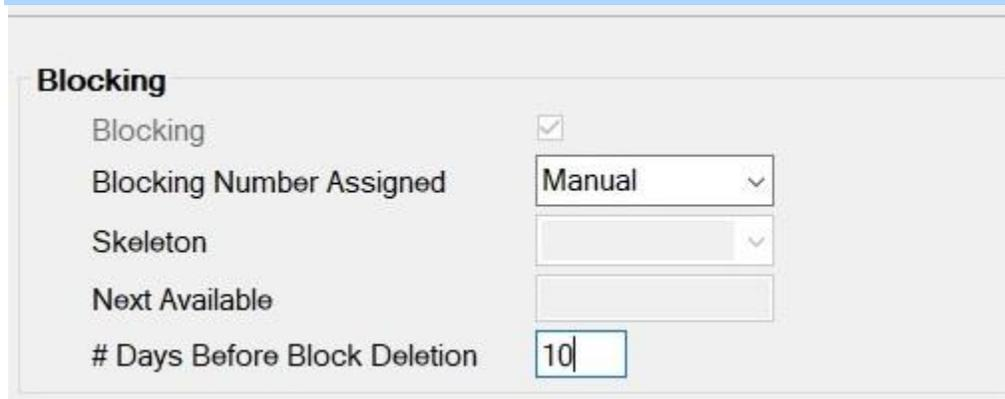 Blocking
Blocking
Blocking Number Assigned Manual
Skeleton
Next Available
# Days Before Block Deletion 10